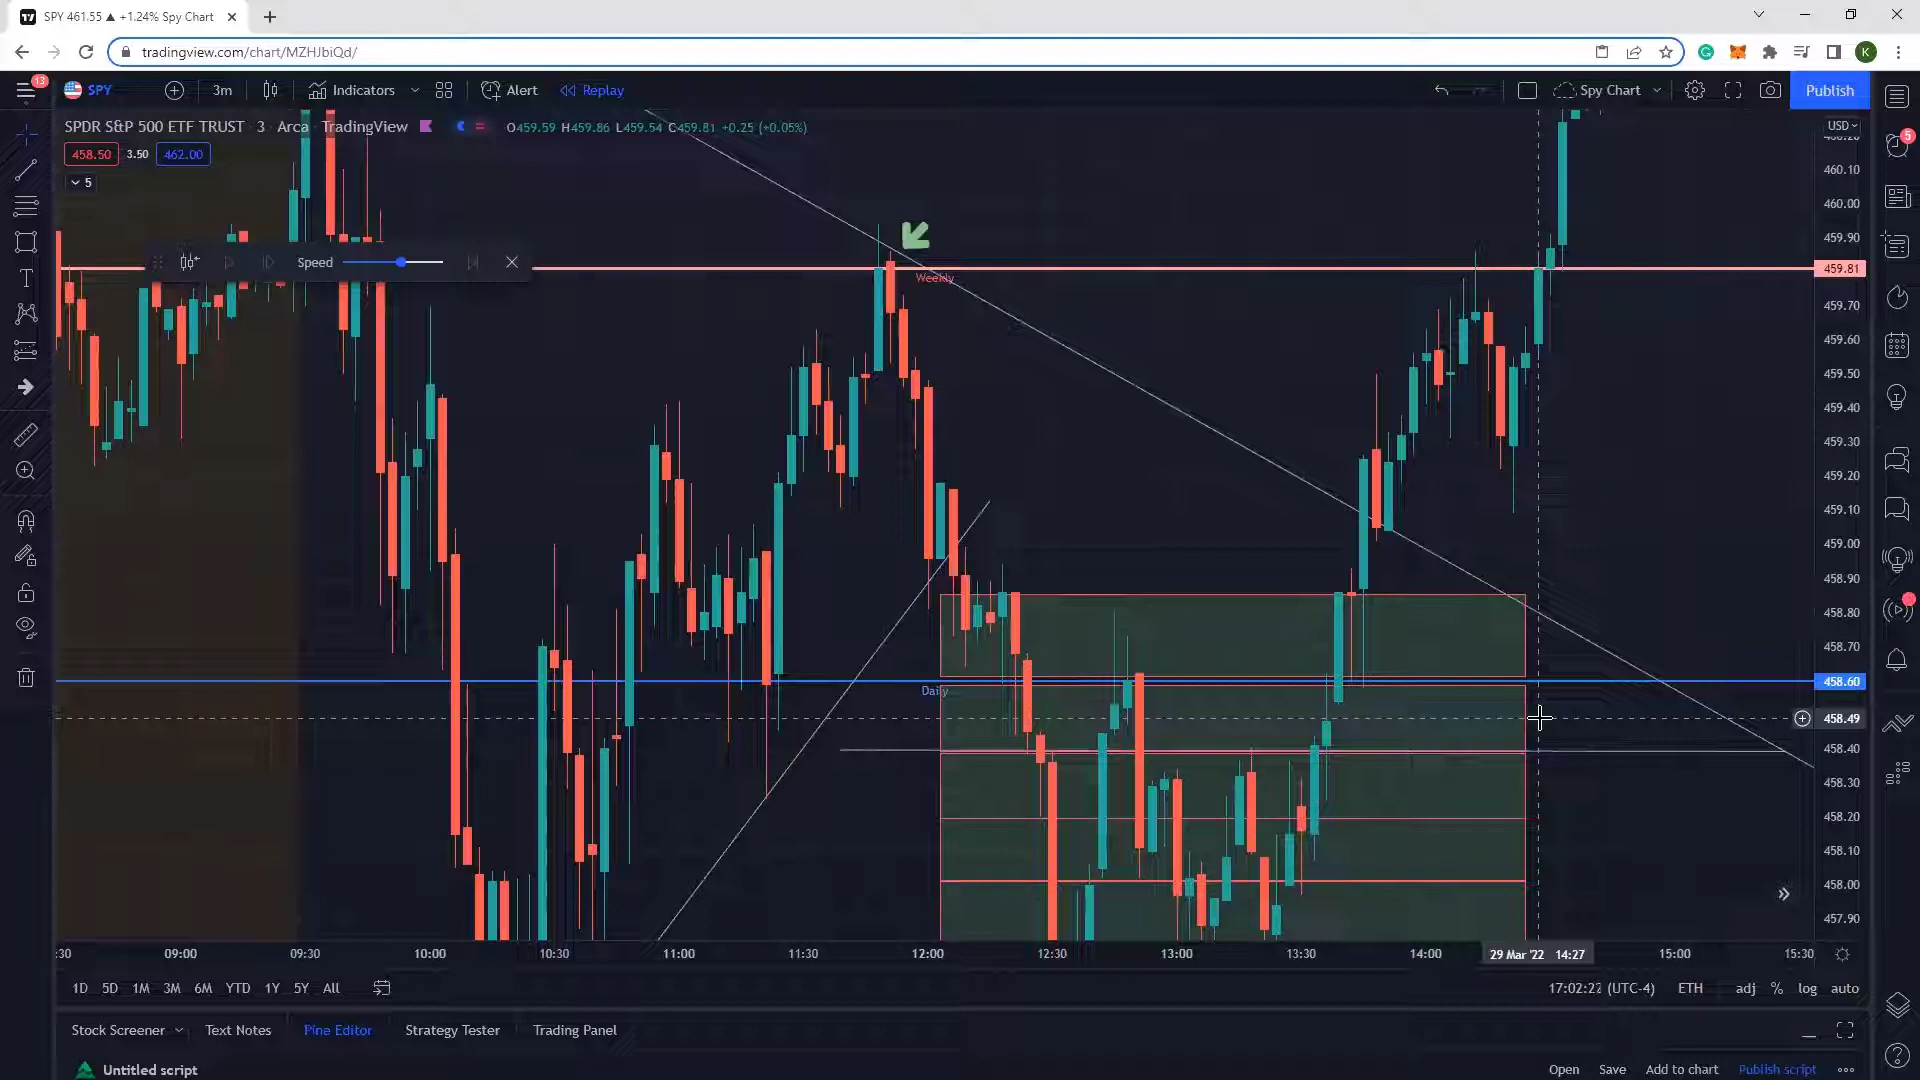 SPY 461.55 ▲ +1.24% Spy Chart
tradingview.com/chart/MZHJbiQd/
K
13
SPY
3m
Indicators
Alert
Replay
Spy Chart
Publish
SPDR S&P 500 ETF TRUST · 3 · Arca · TradingView
O459.59 H459.86 L459.54 C459.81 +0.25 (+0.05%)
USD
458.50 3.50 462.00
5
5
Speed
Weekly
Daily
460.10
460.00
459.90
459.81
459.70
459.60
459.50
459.40
459.30
459.20
459.10
459.00
458.90
458.80
458.70
458.60
458.49
458.40
458.30
458.20
458.10
458.00
457.90
:30 09:00 09:30 10:00 10:30 11:00 11:30 12:00 12:30 13:00 13:30 14:00 29 Mar '22 14:27 15:00 15:30
1D 5D 1M 3M 6M YTD 1Y 5Y All
17:02:22 (UTC-4) ETH adj % log auto
Stock Screener Text Notes Pine Editor Strategy Tester Trading Panel
Untitled script
Open Save Add to chart Publish script